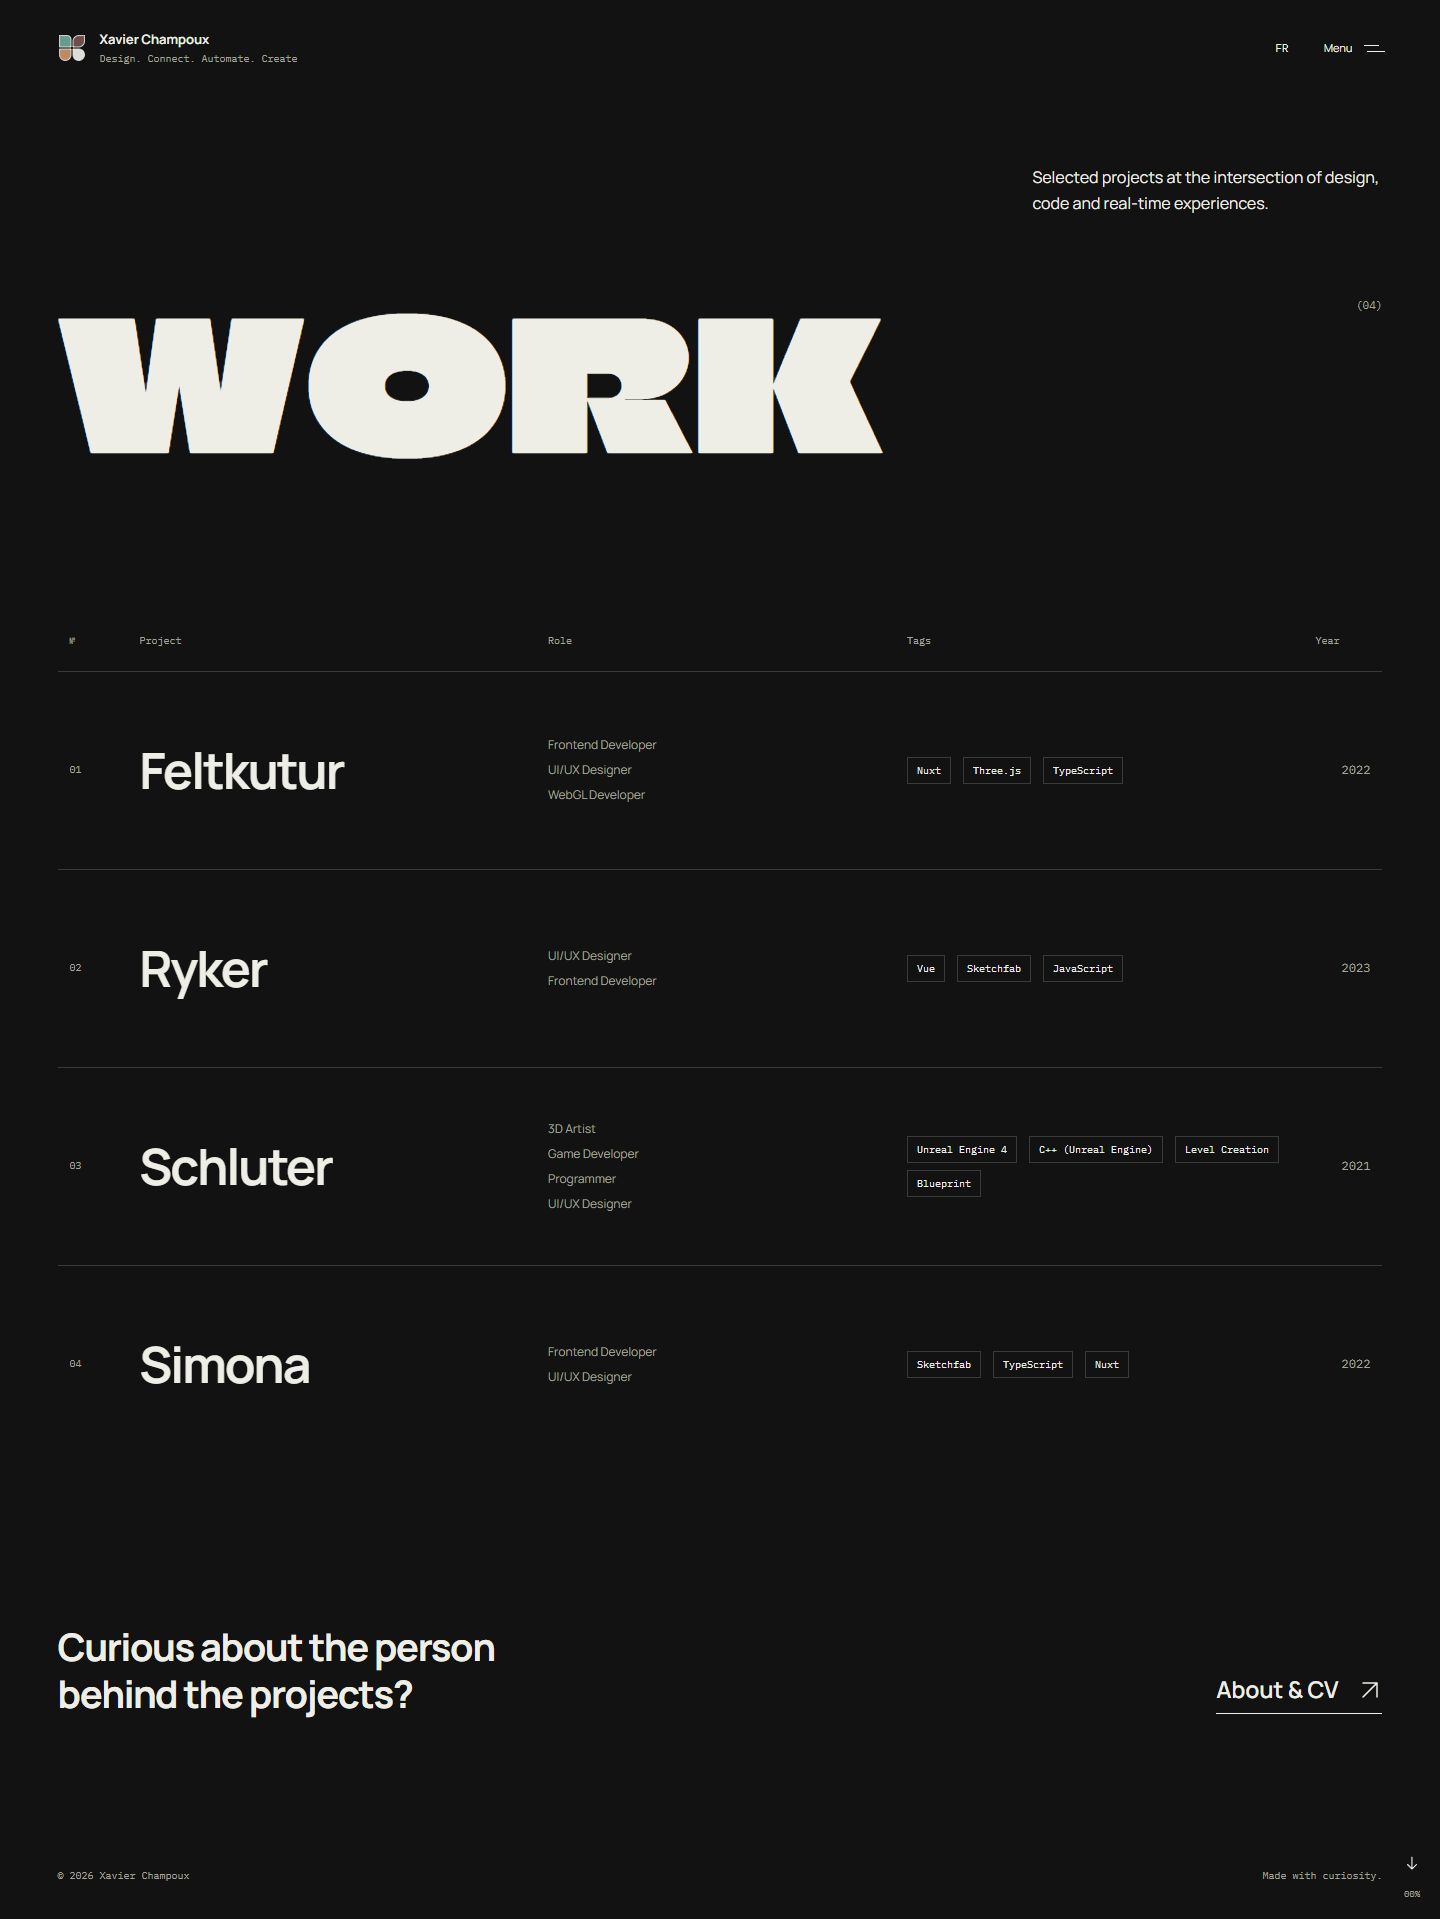 Xavier Champoux
Design. Connect. Automate. Create
FR
Menu
Selected projects at the intersection of design,
code and real-time experiences.
WORK
(04)
№ Project Role Tags Year
01
Feltkutur
Frontend Developer
UI/UX Designer
WebGL Developer
Nuxt Three.js TypeScript
2022
02
Ryker
UI/UX Designer
Frontend Developer
Vue Sketchfab JavaScript
2023
03
Schluter
3D Artist
Game Developer
Programmer
UI/UX Designer
Unreal Engine 4 C++ (Unreal Engine) Level Creation
Blueprint
2021
04
Simona
Frontend Developer
UI/UX Designer
Sketchfab TypeScript Nuxt
2022
Curious about the person
behind the projects?
About & CV
© 2026 Xavier Champoux
Made with curiosity.
00%